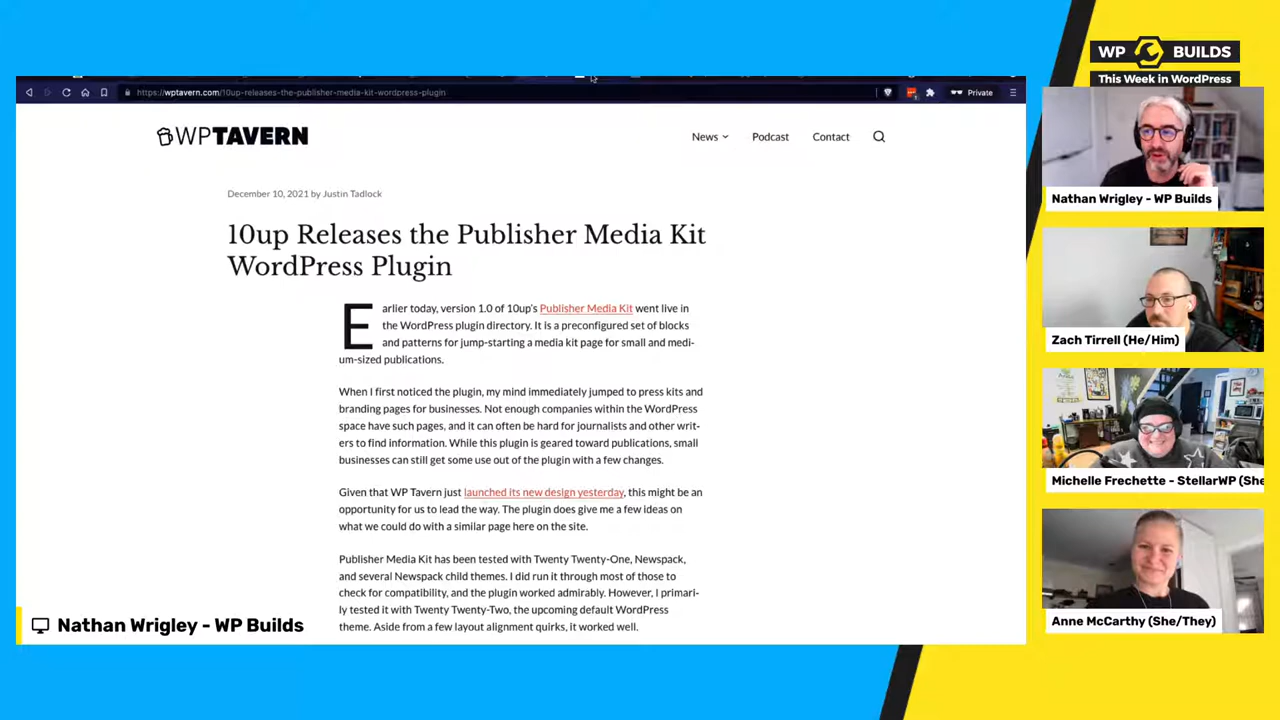 WP BUILDS
This Week in WordPress
https://wptavern.com/10up-releases-the-publisher-media-kit-wordpress-plugin
Private
WPTAVERN
News
Podcast
Contact
December 10, 2021 by Justin Tadlock
10up Releases the Publisher Media Kit
WordPress Plugin
Earlier today, version 1.0 of 10up's Publisher Media Kit went live in
the WordPress plugin directory. It is a preconfigured set of blocks
and patterns for jump-starting a media kit page for small and medi-
um-sized publications.
When I first noticed the plugin, my mind immediately jumped to press kits and
branding pages for businesses. Not enough companies within the WordPress
space have such pages, and it can often be hard for journalists and other writ-
ers to find information. While this plugin is geared toward publications, small
businesses can still get some use out of the plugin with a few changes.
Given that WP Tavern just launched its new design yesterday, this might be an
opportunity for us to lead the way. The plugin does give me a few ideas on
what we could do with a similar page here on the site.
Publisher Media Kit has been tested with Twenty Twenty-One, Newspack,
and several Newspack child themes. I did run it through most of those to
check for compatibility, and the plugin worked admirably. However, I primari-
ly tested it with Twenty Twenty-Two, the upcoming default WordPress
theme. Aside from a few layout alignment quirks, it worked well.
Nathan Wrigley - WP Builds
Nathan Wrigley - WP Builds
Zach Tirrell (He/Him)
Michelle Frechette - StellarWP (She
Anne McCarthy (She/They)